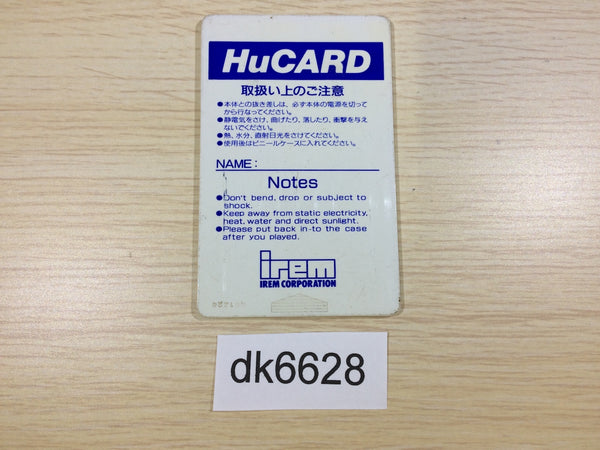 HuCARD
取扱い上のご注意
●本体との抜き差しは、必ず本体の電源を切って
から行なってください。
●静電気をさけ、曲げたり、落したり、衝撃を与え
ないでください。
●熱、水分、直射日光をさけてください。
●使用後はビニールケースに入れてください。
NAME:
Notes
●Don't bend, drop or subject to
shock.
●Keep away from static electricity,
heat, water and direct sunlight.
●Please put back in-to the case
after you played.
irem
IREM CORPORATION
dk6628